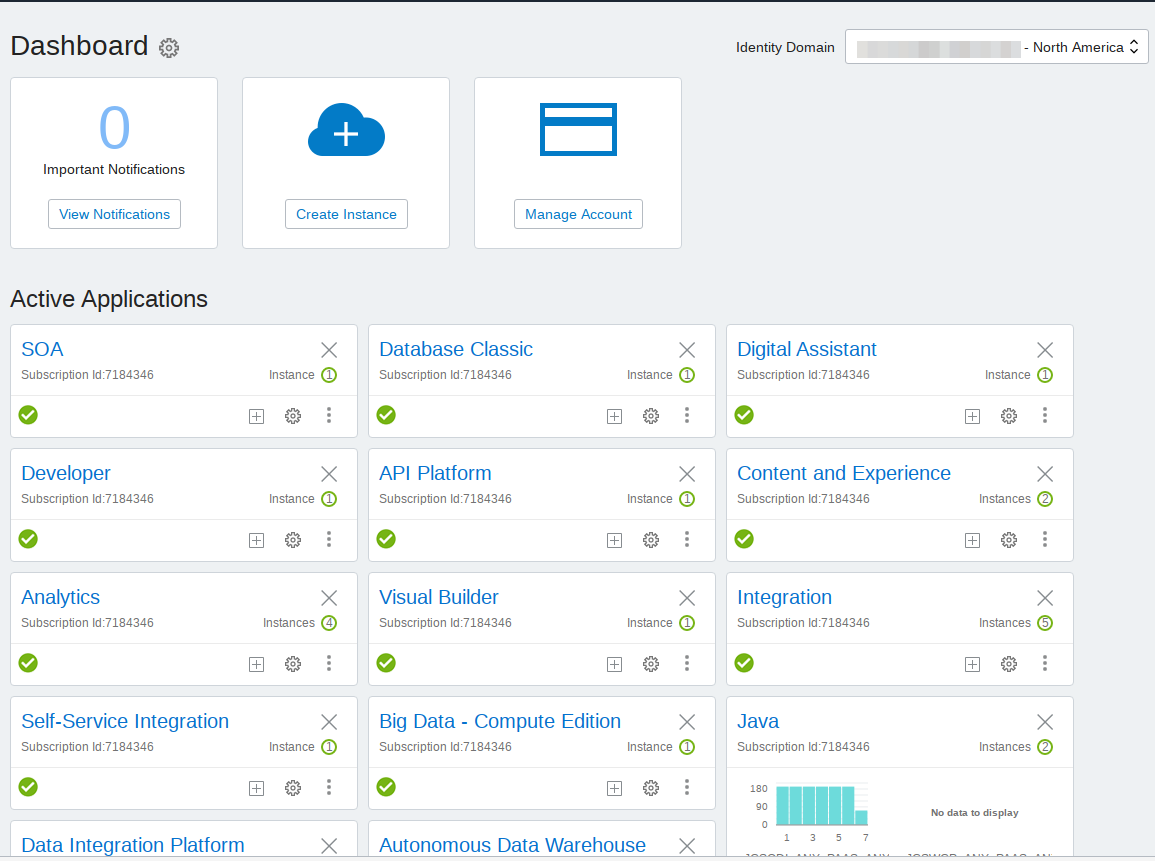 Dashboard
Identity Domain
- North America
0
Important Notifications
View Notifications
Create Instance
Manage Account
Active Applications
SOA
Subscription Id:7184346
Instance 1
Database Classic
Subscription Id:7184346
Instance 1
Digital Assistant
Subscription Id:7184346
Instance 1
Developer
Subscription Id:7184346
Instance 1
API Platform
Subscription Id:7184346
Instance 1
Content and Experience
Subscription Id:7184346
Instances 2
Analytics
Subscription Id:7184346
Instances 4
Visual Builder
Subscription Id:7184346
Instance 1
Integration
Subscription Id:7184346
Instances 5
Self-Service Integration
Subscription Id:7184346
Instance 1
Big Data - Compute Edition
Subscription Id:7184346
Instance 1
Java
Subscription Id:7184346
Instances 2
180
90
0
1 3 5 7
No data to display
Data Integration Platform
Autonomous Data Warehouse